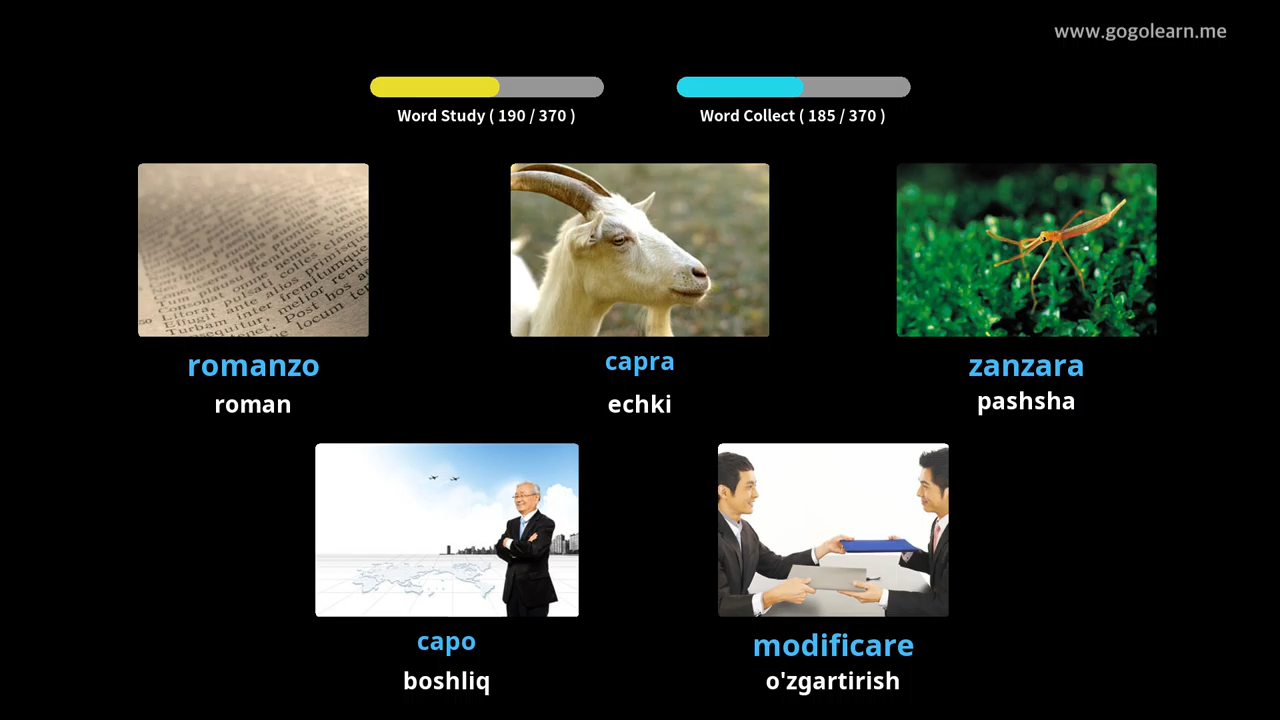 www.gogolearn.me
Word Study ( 190 / 370 )
Word Collect ( 185 / 370 )
romanzo
roman
capra
echki
zanzara
pashsha
capo
boshliq
modificare
o'zgartirish